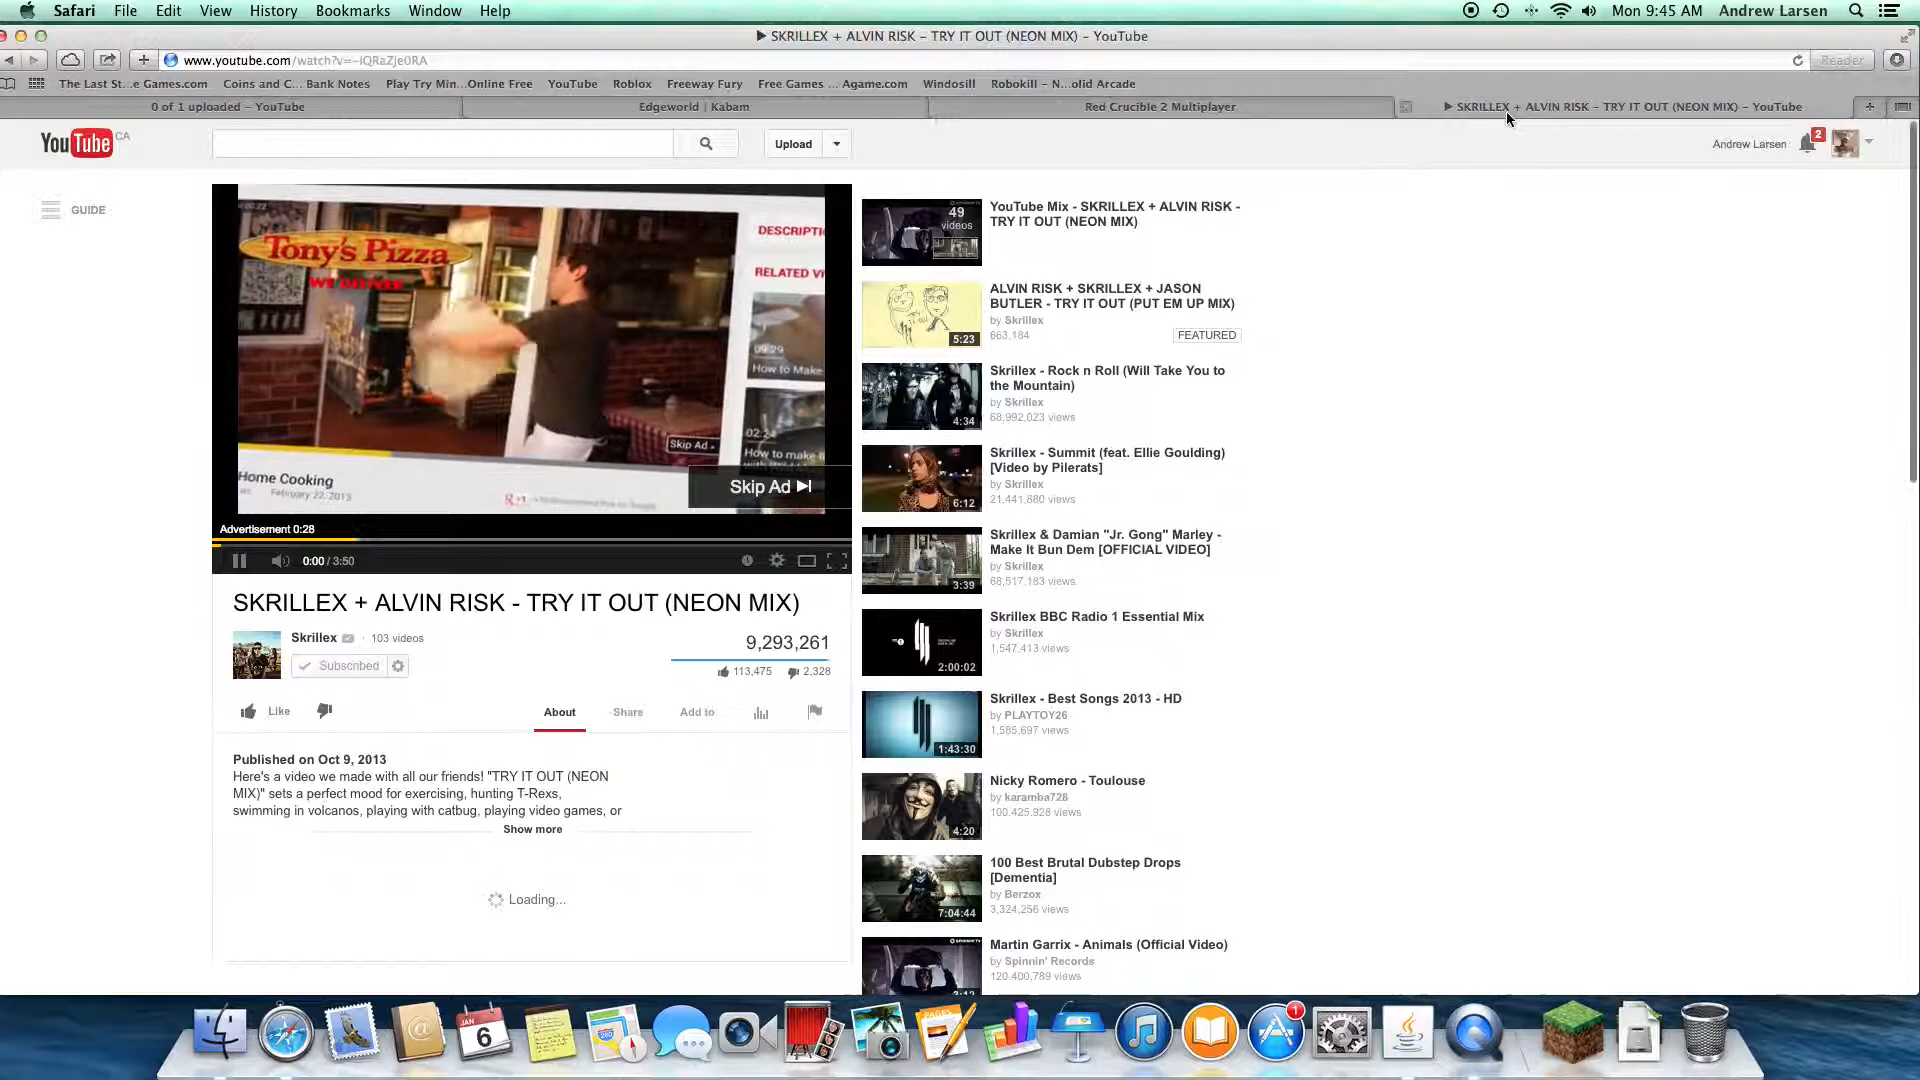 Safari File Edit View History Bookmarks Window Help
Mon 9:45 AM Andrew Larsen
▶ SKRILLEX + ALVIN RISK – TRY IT OUT (NEON MIX) – YouTube
www.youtube.com/watch?v=-iQRaZje0RA
Reader
The Last St...e Games.com Coins and C... Bank Notes Play Try Min...Online Free YouTube Roblox Freeway Fury Free Games ... Agame.com Windosill Robokill – N...olid Arcade
0 of 1 uploaded – YouTube
Edgeworld | Kabam
Red Crucible 2 Multiplayer
▶ SKRILLEX + ALVIN RISK – TRY IT OUT (NEON MIX) – YouTube
YouTube CA
Upload
Andrew Larsen
2
GUIDE
Tony's Pizza
WE DELIVER
DESCRIPTI
RELATED VI
09:29
How to Make
Skip Ad
02:24
How to make
Home Cooking
February 22, 2013
Skip Ad
Advertisement 0:28
0:00 / 3:50
SKRILLEX + ALVIN RISK - TRY IT OUT (NEON MIX)
Skrillex · 103 videos
Subscribed
9,293,261
113,475 2,328
Like
About Share Add to
Published on Oct 9, 2013
Here's a video we made with all our friends! "TRY IT OUT (NEON
MIX)" sets a perfect mood for exercising, hunting T-Rexs,
swimming in volcanos, playing with catbug, playing video games, or
Show more
Loading...
49
videos
YouTube Mix - SKRILLEX + ALVIN RISK -
TRY IT OUT (NEON MIX)
5:23
ALVIN RISK + SKRILLEX + JASON
BUTLER - TRY IT OUT (PUT EM UP MIX)
by Skrillex
663,184
FEATURED
4:34
Skrillex - Rock n Roll (Will Take You to
the Mountain)
by Skrillex
68,992,023 views
6:12
Skrillex - Summit (feat. Ellie Goulding)
[Video by Pilerats]
by Skrillex
21,441,880 views
3:39
Skrillex & Damian "Jr. Gong" Marley -
Make It Bun Dem [OFFICIAL VIDEO]
by Skrillex
68,517,183 views
2:00:02
Skrillex BBC Radio 1 Essential Mix
by Skrillex
1,547,413 views
1:43:30
Skrillex - Best Songs 2013 - HD
by PLAYTOY26
1,585,697 views
4:20
Nicky Romero - Toulouse
by karamba728
100,425,928 views
7:04:44
100 Best Brutal Dubstep Drops
[Dementia]
by Berzox
3,324,256 views
3:12
Martin Garrix - Animals (Official Video)
by Spinnin' Records
120,400,789 views
JAN
6
PAGES
1